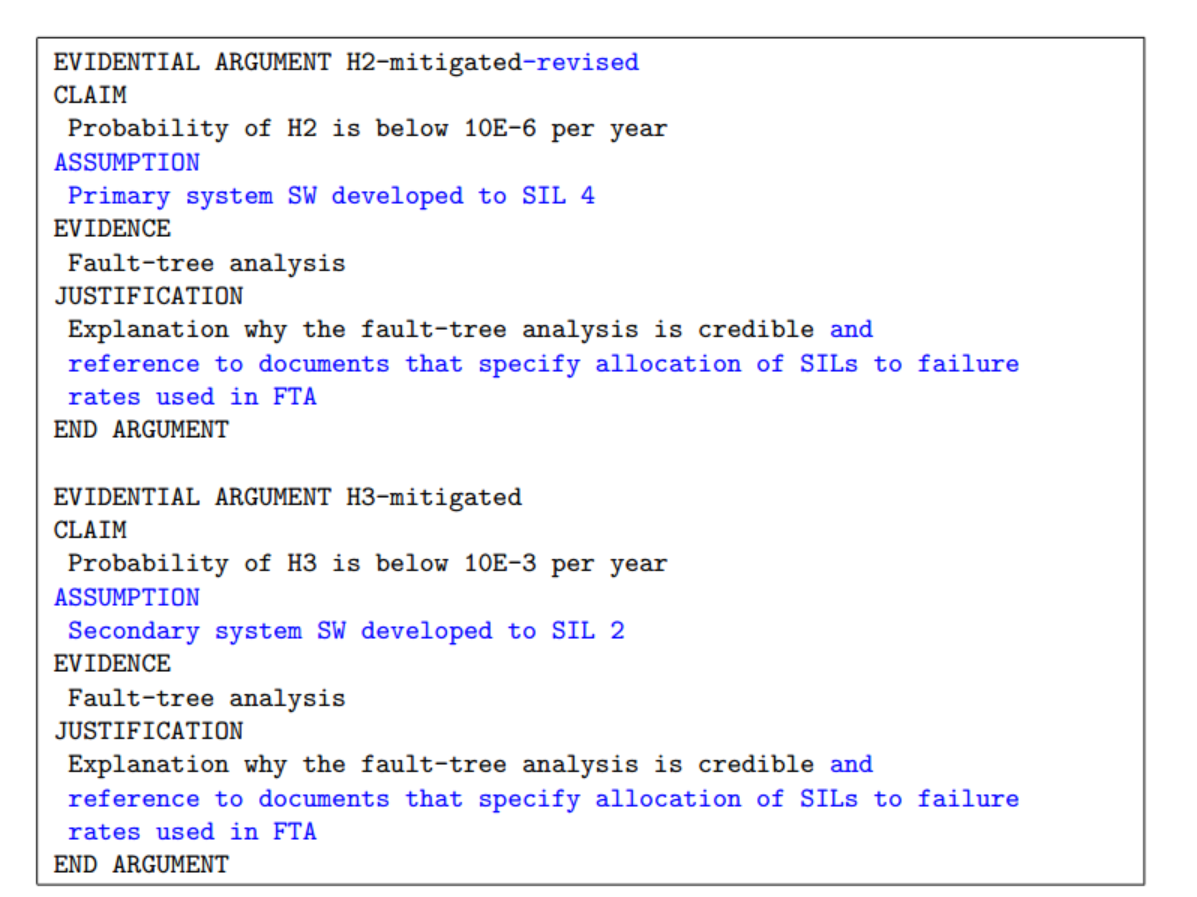 EVIDENTIAL ARGUMENT H2-mitigated-revised
CLAIM
Probability of H2 is below 10E-6 per year
ASSUMPTION
Primary system SW developed to SIL 4
EVIDENCE
Fault-tree analysis
JUSTIFICATION
Explanation why the fault-tree analysis is credible and
reference to documents that specify allocation of SILs to failure
rates used in FTA
END ARGUMENT
EVIDENTIAL ARGUMENT H3-mitigated
CLAIM
Probability of H3 is below 10E-3 per year
ASSUMPTION
Secondary system SW developed to SIL 2
EVIDENCE
Fault-tree analysis
JUSTIFICATION
Explanation why the fault-tree analysis is credible and
reference to documents that specify allocation of SILs to failure
rates used in FTA
END ARGUMENT